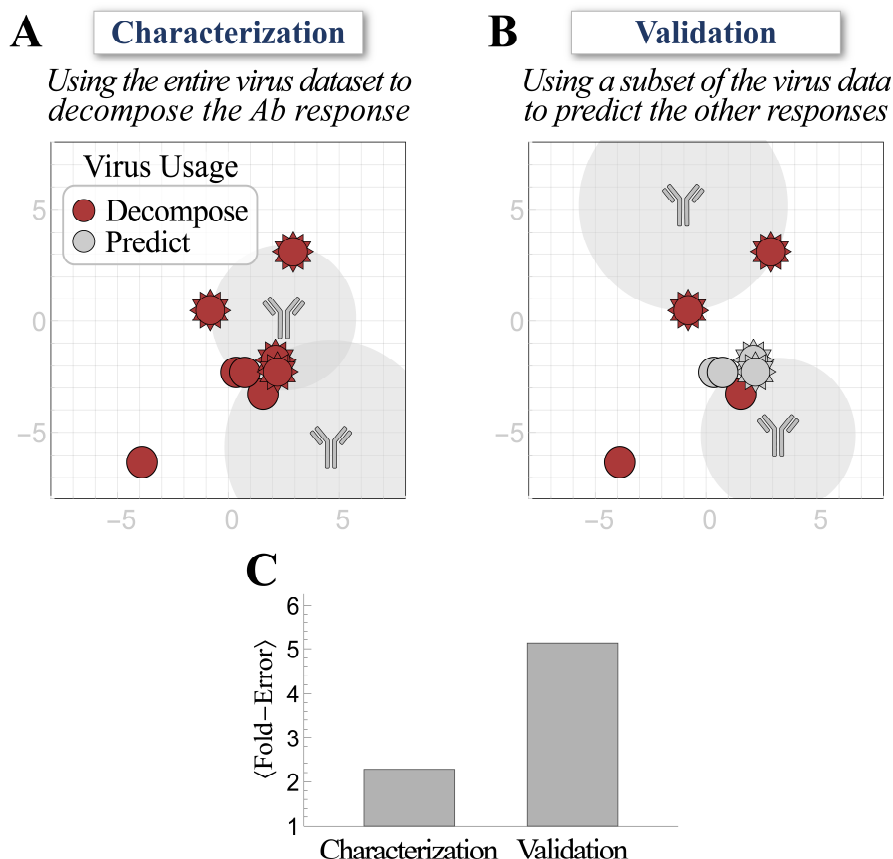 A
Characterization
Using the entire virus dataset to
decompose the Ab response
Virus Usage
Decompose
Predict
5
0
−5
−5
0
5
B
Validation
Using a subset of the virus data
to predict the other responses
5
0
−5
−5
0
5
C
⟨Fold−Error⟩
6
5
4
3
2
1
Characterization
Validation